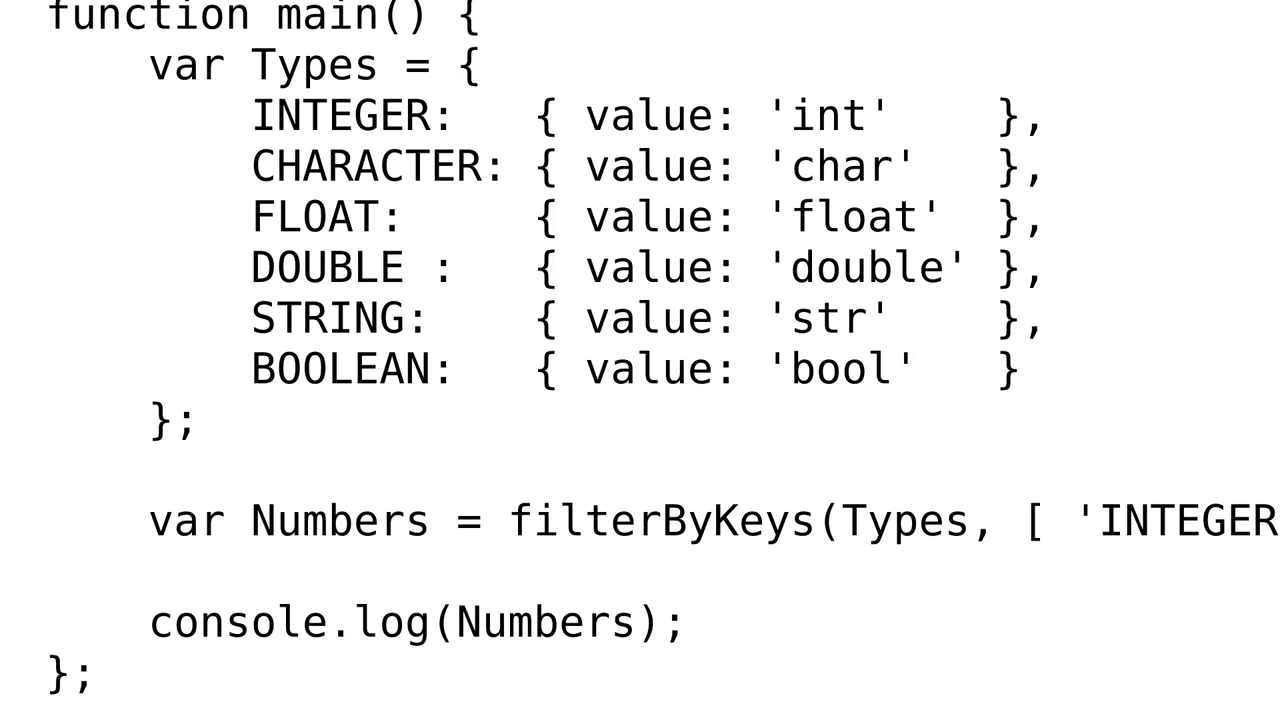 function main() {
    var Types = {
        INTEGER:   { value: 'int'    },
        CHARACTER: { value: 'char'   },
        FLOAT:     { value: 'float'  },
        DOUBLE :   { value: 'double' },
        STRING:    { value: 'str'    },
        BOOLEAN:   { value: 'bool'   }
    };

    var Numbers = filterByKeys(Types, [ 'INTEGER

    console.log(Numbers);
};